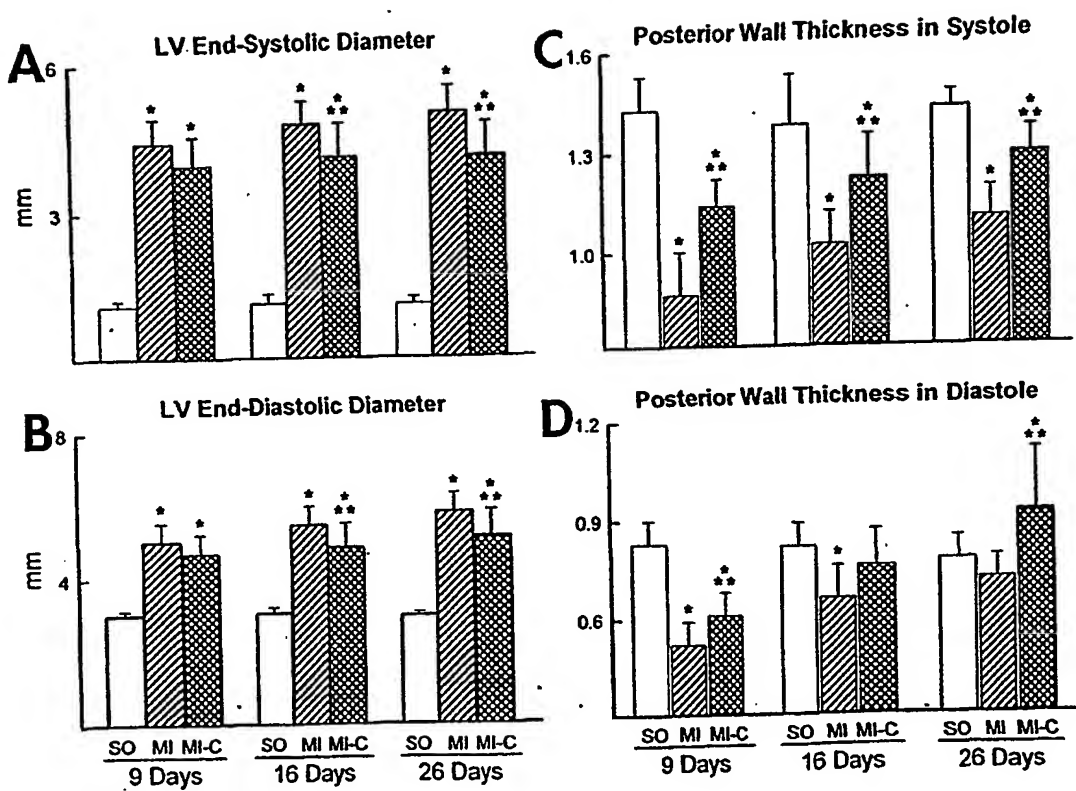 A
LV End-Systolic Diameter
6
3
mm
* * * ** * * * **
B
LV End-Diastolic Diameter
8
4
mm
* * * * ** * * **
SO MI MI-C SO MI MI-C SO MI MI-C
9 Days 16 Days 26 Days
C
Posterior Wall Thickness in Systole
1.6
1.3
1.0
* * ** * * ** * * **
D
Posterior Wall Thickness in Diastole
1.2
0.9
0.6
* * ** * * **
SO MI MI-C SO MI MI-C SO MI MI-C
9 Days 16 Days 26 Days